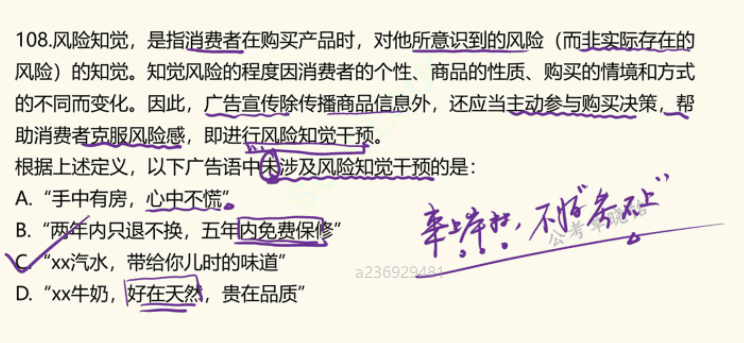 108.风险知觉，是指消费者在购买产品时，对他所意识到的风险（而非实际存在的
风险）的知觉。知觉风险的程度因消费者的个性、商品的性质、购买的情境和方式
的不同而变化。因此，广告宣传除传播商品信息外，还应当主动参与购买决策，帮
助消费者克服风险感，即进行风险知觉干预。
根据上述定义，以下广告语中未涉及风险知觉干预的是：
A.“手中有房，心中不慌”
B.“两年内只退不换，五年内免费保修”
C.“xx汽水，带给你儿时的味道”
D.“xx牛奶，好在天然，贵在品质”
不怕“考不上”
a236929481